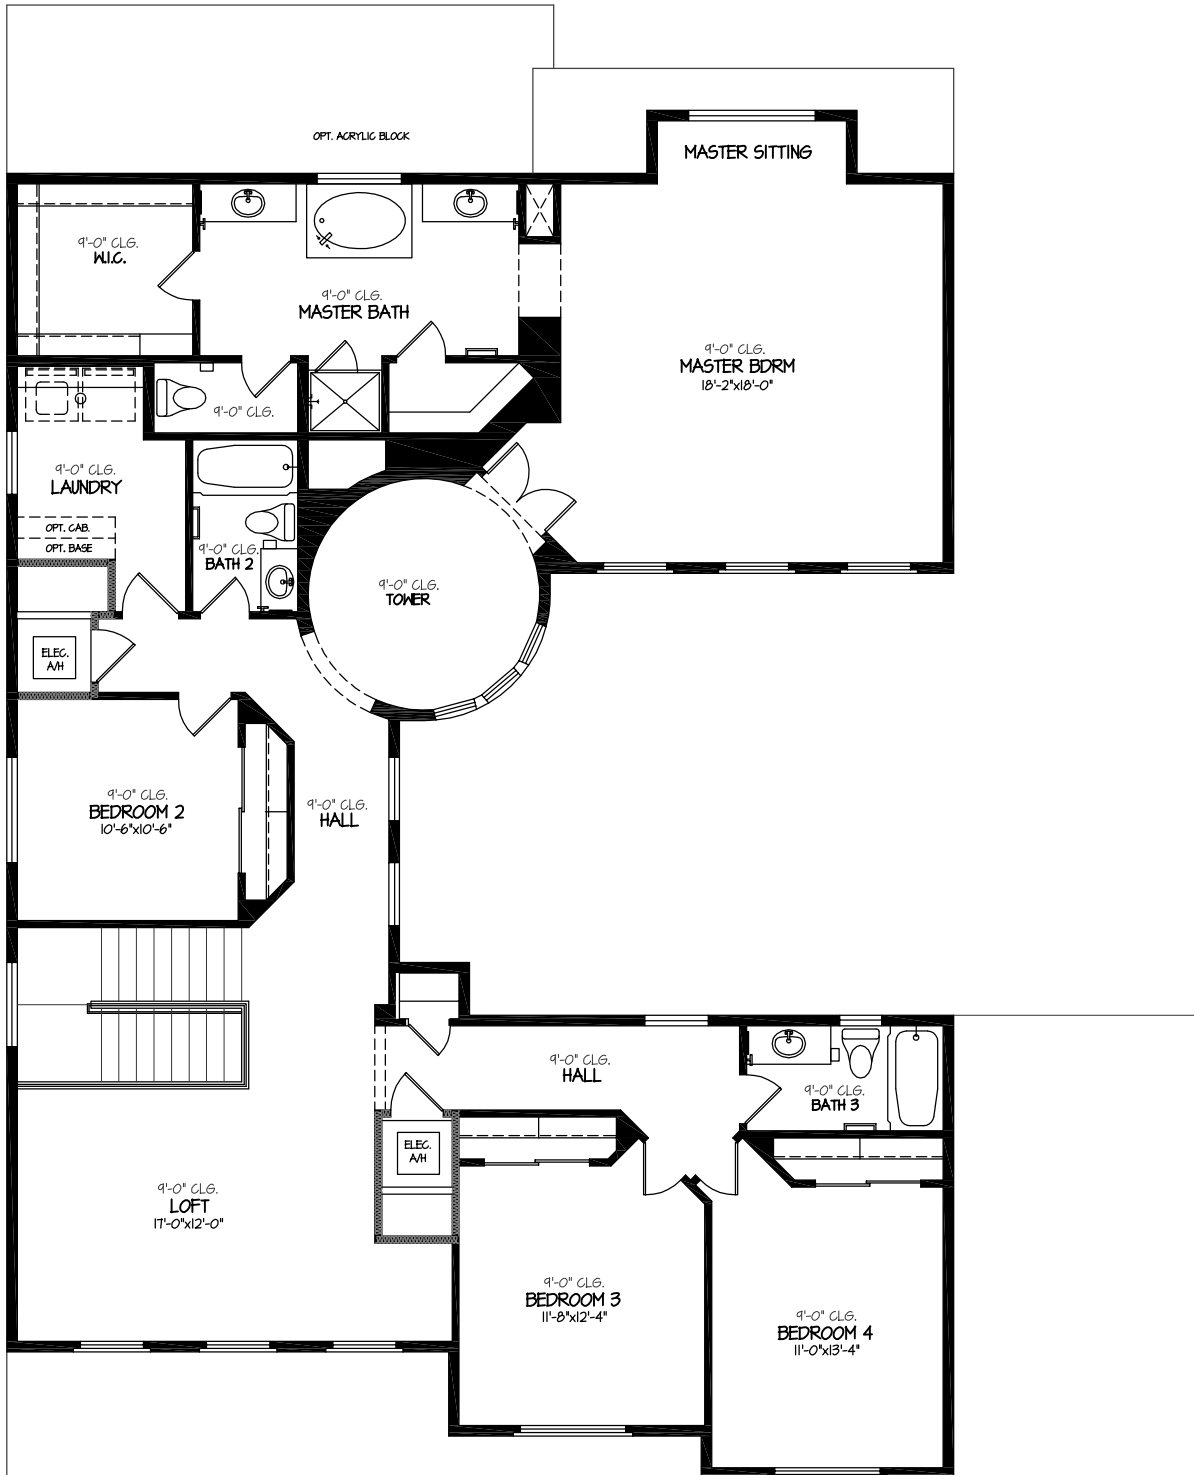 OPT. ACRYLIC BLOCK
MASTER SITTING
9'-0" CLG.
W.I.C.
9'-0" CLG.
MASTER BATH
9'-0" CLG.
MASTER BDRM
18'-2"x18'-0"
9'-0" CLG.
9'-0" CLG.
LAUNDRY
OPT. CAB.
OPT. BASE
9'-0" CLG.
BATH 2
9'-0" CLG.
TOWER
ELEC.
A/H
9'-0" CLG.
BEDROOM 2
10'-6"x10'-6"
9'-0" CLG.
HALL
9'-0" CLG.
HALL
9'-0" CLG.
BATH 3
ELEC.
A/H
9'-0" CLG.
LOFT
17'-0"x12'-0"
9'-0" CLG.
BEDROOM 3
11'-8"x12'-4"
9'-0" CLG.
BEDROOM 4
11'-0"x13'-4"